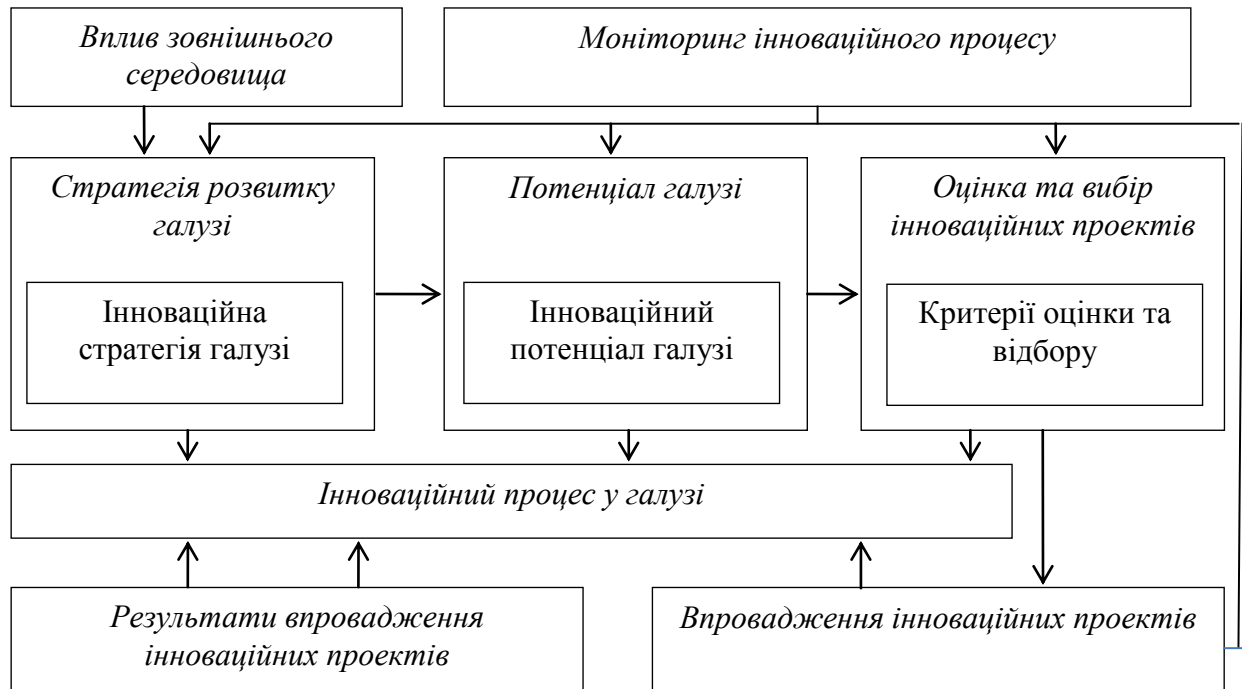 Вплив зовнішнього
середовища
Моніторинг інноваційного процесу
Стратегія розвитку
галузі
Інноваційна
стратегія галузі
Потенціал галузі
Інноваційний
потенціал галузі
Оцінка та вибір
інноваційних проектів
Критерії оцінки та
відбору
Інноваційний процес у галузі
Результати впровадження
інноваційних проектів
Впровадження інноваційних проектів